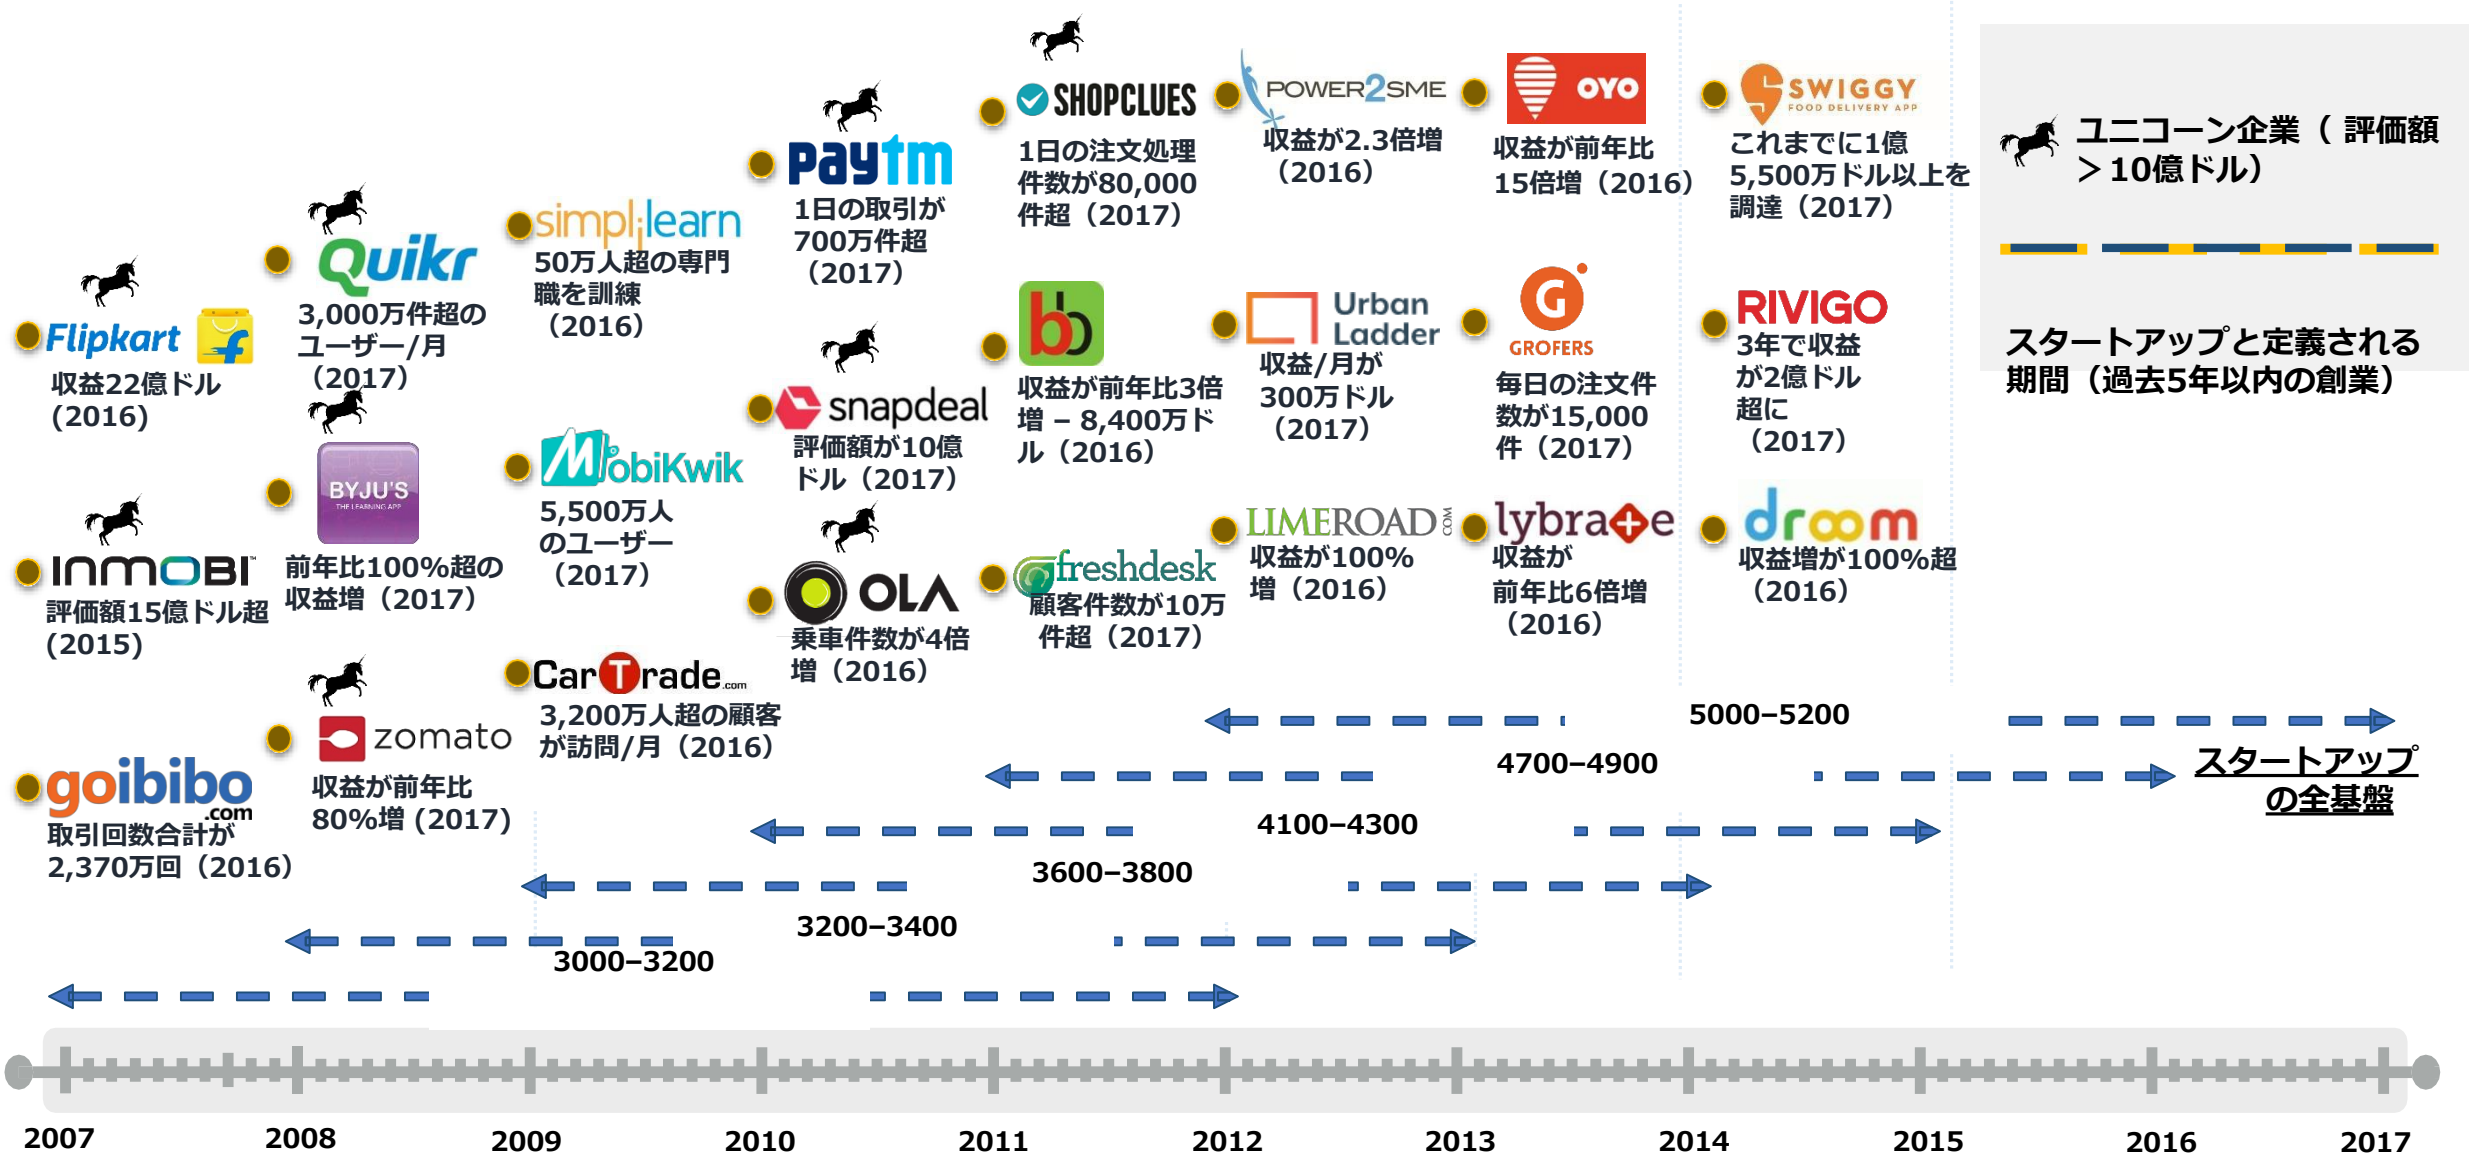 Flipkart
収益22億ドル
(2016)
INMOBI
評価額15億ドル超
(2015)
goibibo
.com
取引回数合計が
2,370万回（2016）
Quikr
3,000万件超の
ユーザー/月
（2017）
BYJU'S
THE LEARNING APP
前年比100%超の
収益増（2017）
zomato
収益が前年比
80%増 (2017)
simplilearn
50万人超の専門
職を訓練
（2016）
MobiKwik
5,500万人
のユーザー
（2017）
CarTrade.com
3,200万人超の顧客
が訪問/月（2016）
paytm
1日の取引が
700万件超
（2017）
snapdeal
評価額が10億
ドル（2017）
OLA
乗車件数が4倍
増（2016）
SHOPCLUES
1日の注文処理
件数が80,000
件超（2017）
bb
収益が前年比3倍
増 – 8,400万ド
ル（2016）
freshdesk
顧客件数が10万
件超（2017）
POWER2SME
収益が2.3倍増
（2016）
Urban
Ladder
収益/月が
300万ドル
（2017）
LIMEROAD.COM
収益が100%
増（2016）
OYO
収益が前年比
15倍増（2016）
G
GROFERS
毎日の注文件
数が15,000
件（2017）
lybrate
収益が
前年比6倍増
（2016）
SWIGGY
FOOD DELIVERY APP
これまでに1億
5,500万ドル以上を
調達（2017）
RIVIGO
3年で収益
が2億ドル
超に
（2017）
droom
収益増が100%超
（2016）
ユニコーン企業（ 評価額
＞10億ドル）
スタートアップと定義される
期間（過去5年以内の創業）
5000–5200
4700–4900
4100–4300
3600–3800
3200–3400
3000–3200
スタートアップ
の全基盤
2007
2008
2009
2010
2011
2012
2013
2014
2015
2016
2017